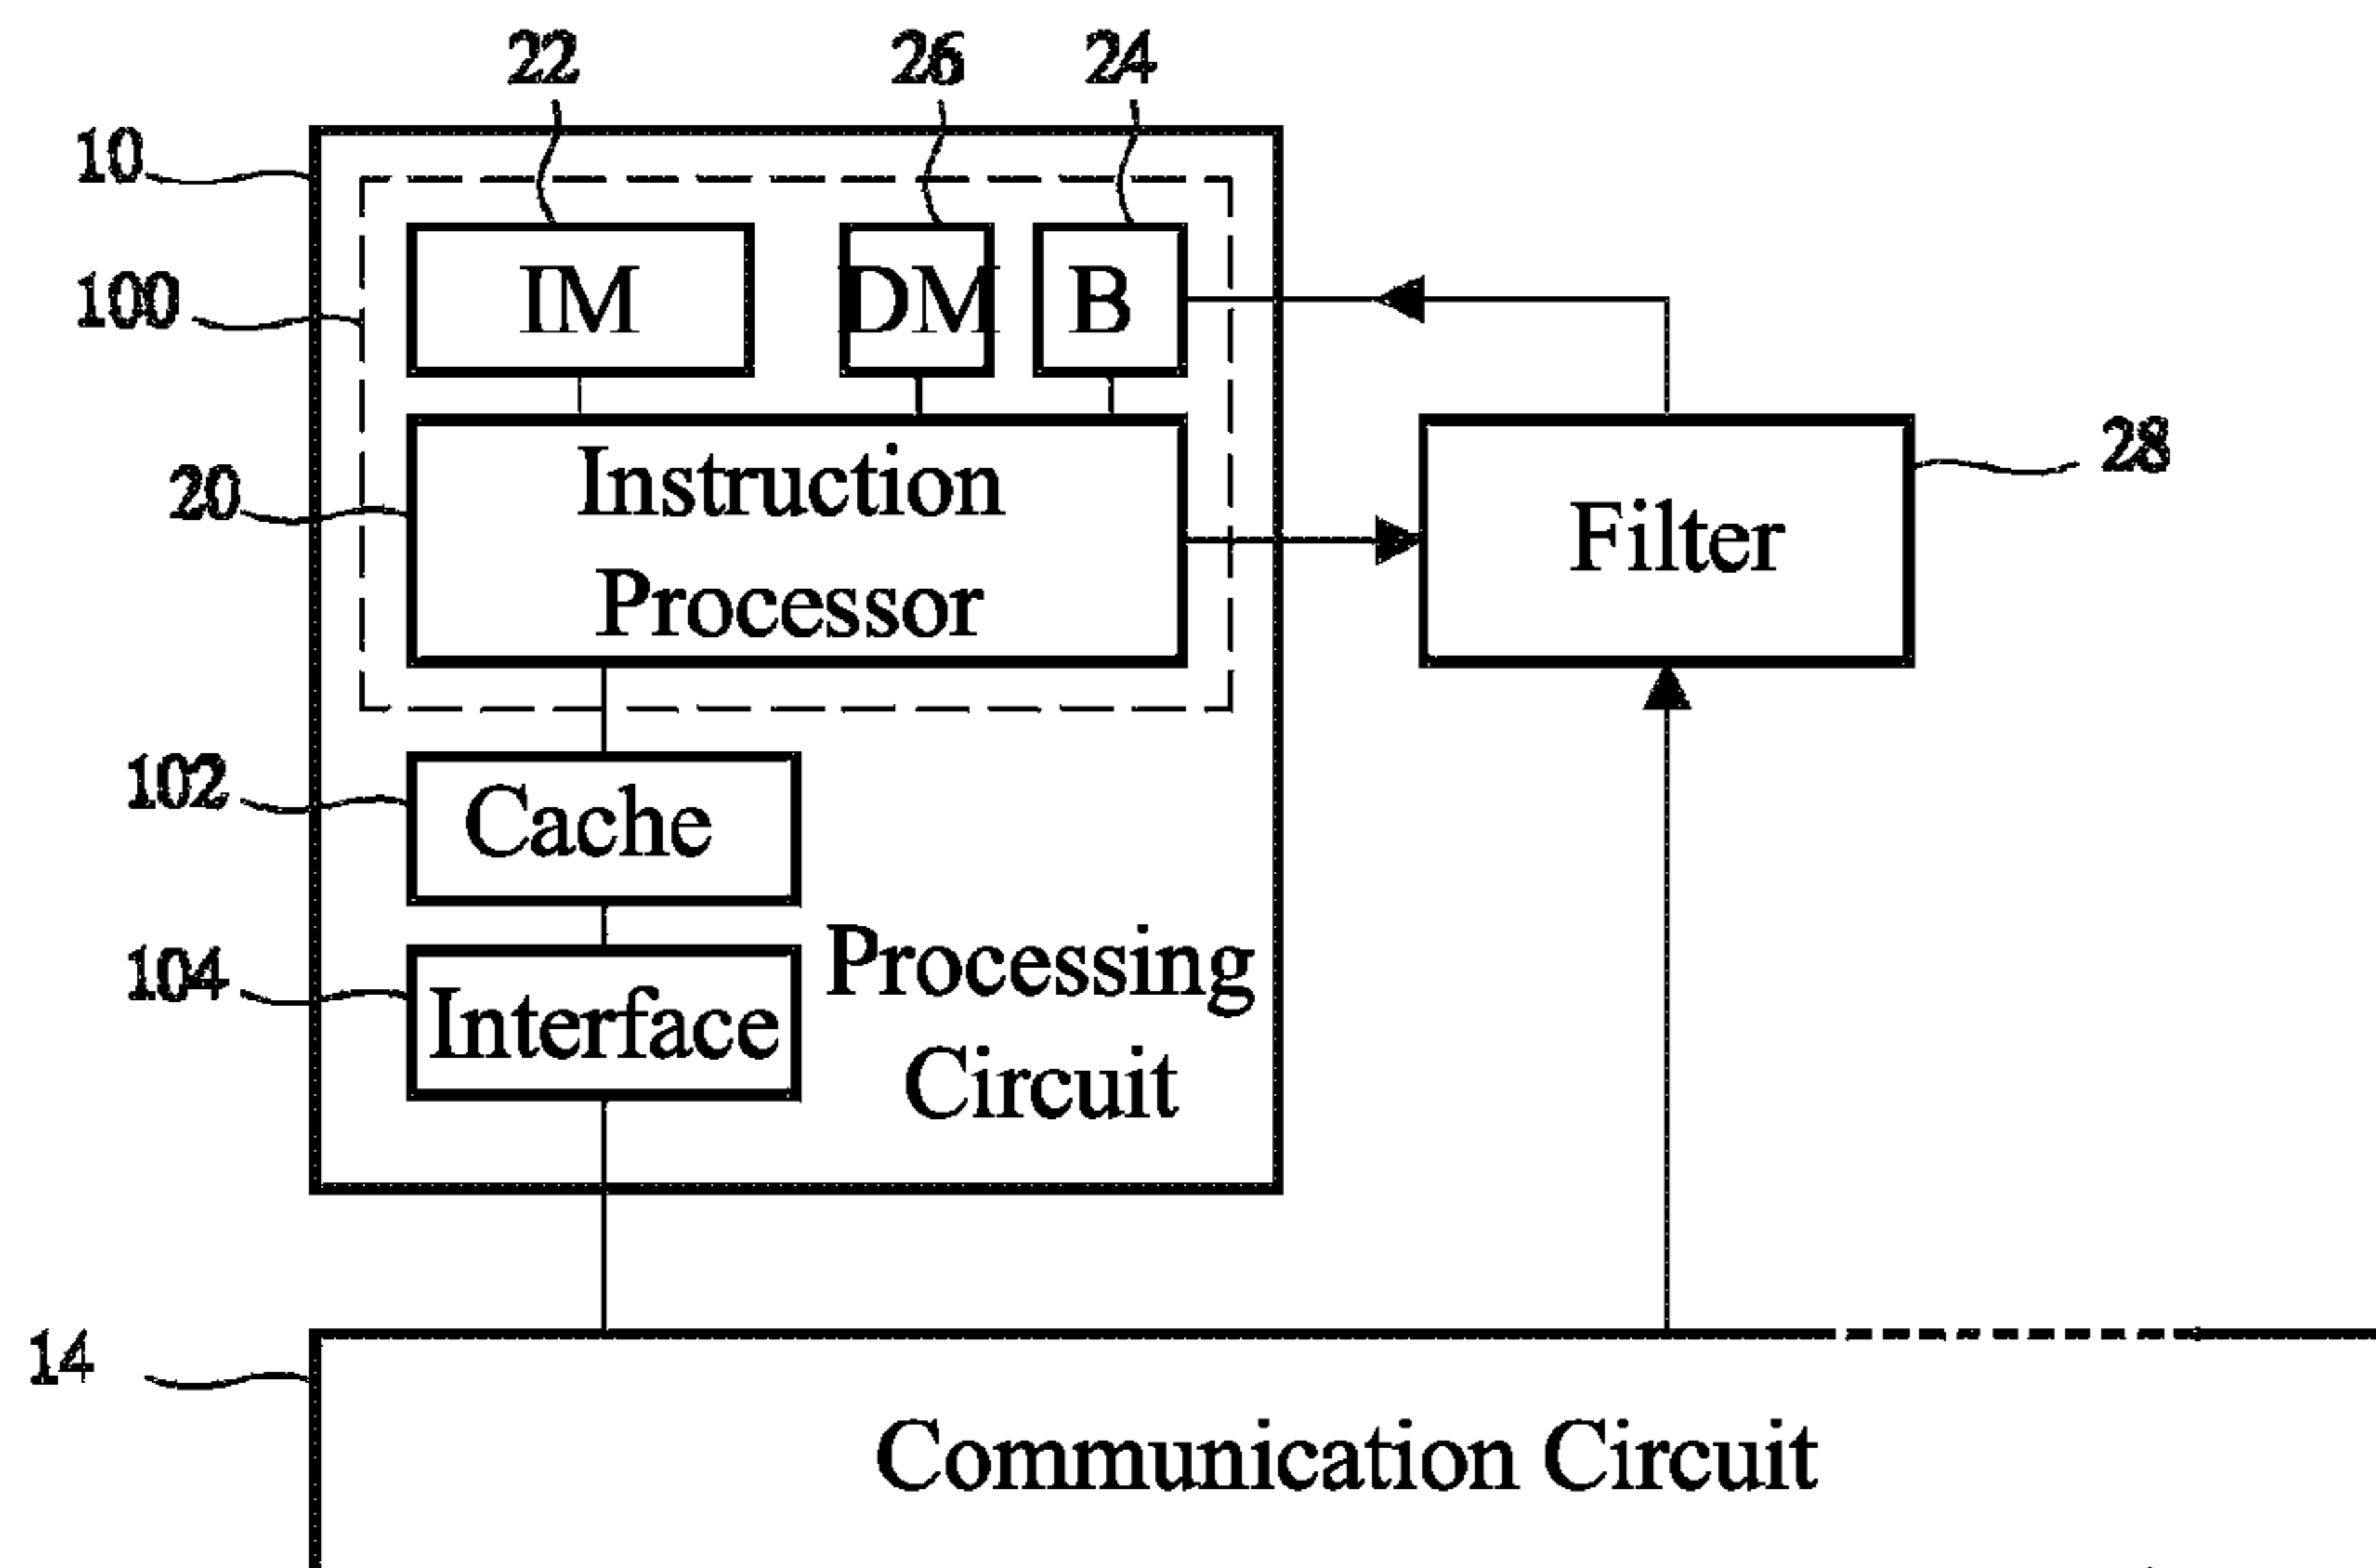 22
26
24
10
100
IM
DM
B
20
Instruction
Processor
Filter
28
102
Cache
104
Interface
Processing
Circuit
14
Communication Circuit